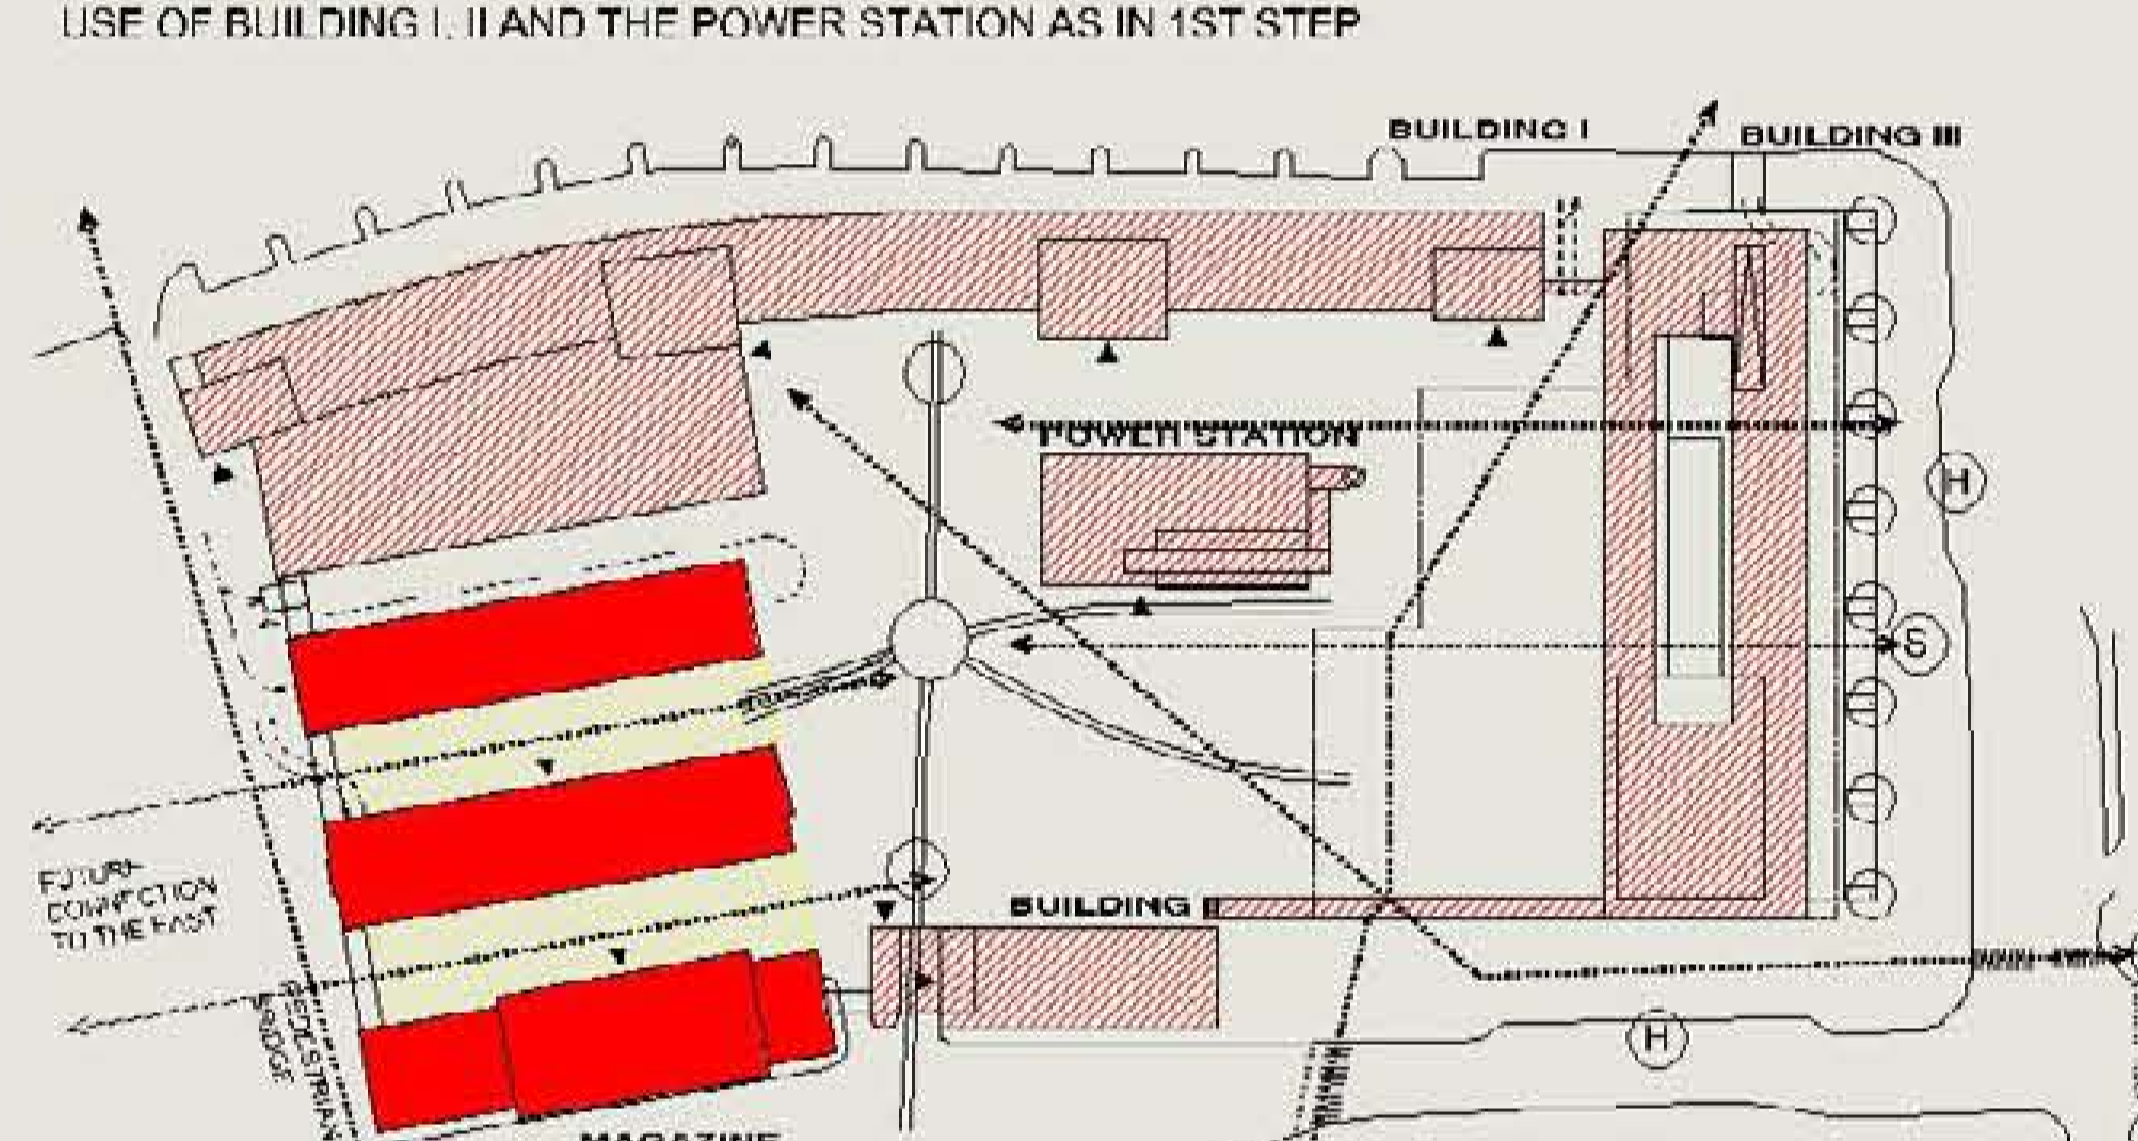 USE OF BUILDING I, II AND THE POWER STATION AS IN 1ST STEP
BUILDING I
BUILDING III
POWER STATION
H
S
FUTURE
CONNECTION
TO THE EAST
BUILDING II
PEDESTRIAN
BRIDGE
H
MAGAZINE